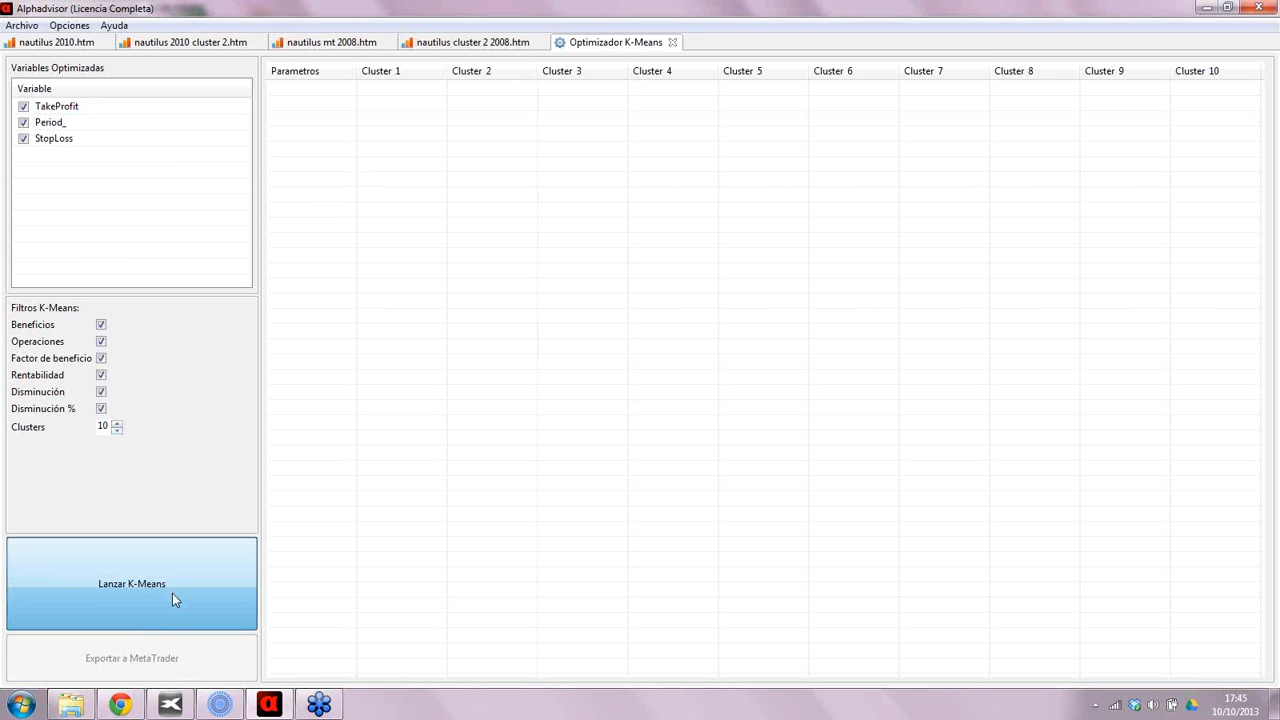 Alphadvisor (Licencia Completa)
Archivo Opciones Ayuda
nautilus 2010.htm nautilus 2010 cluster 2.htm nautilus mt 2008.htm nautilus cluster 2 2008.htm Optimizador K-Means
Variables Optimizadas
Variable
TakeProfit
Period_
StopLoss
Filtros K-Means:
Beneficios
Operaciones
Factor de beneficio
Rentabilidad
Disminución
Disminución %
Clusters 10
Lanzar K-Means
Exportar a MetaTrader
Parametros Cluster 1 Cluster 2 Cluster 3 Cluster 4 Cluster 5 Cluster 6 Cluster 7 Cluster 8 Cluster 9 Cluster 10
17:45
10/10/2013